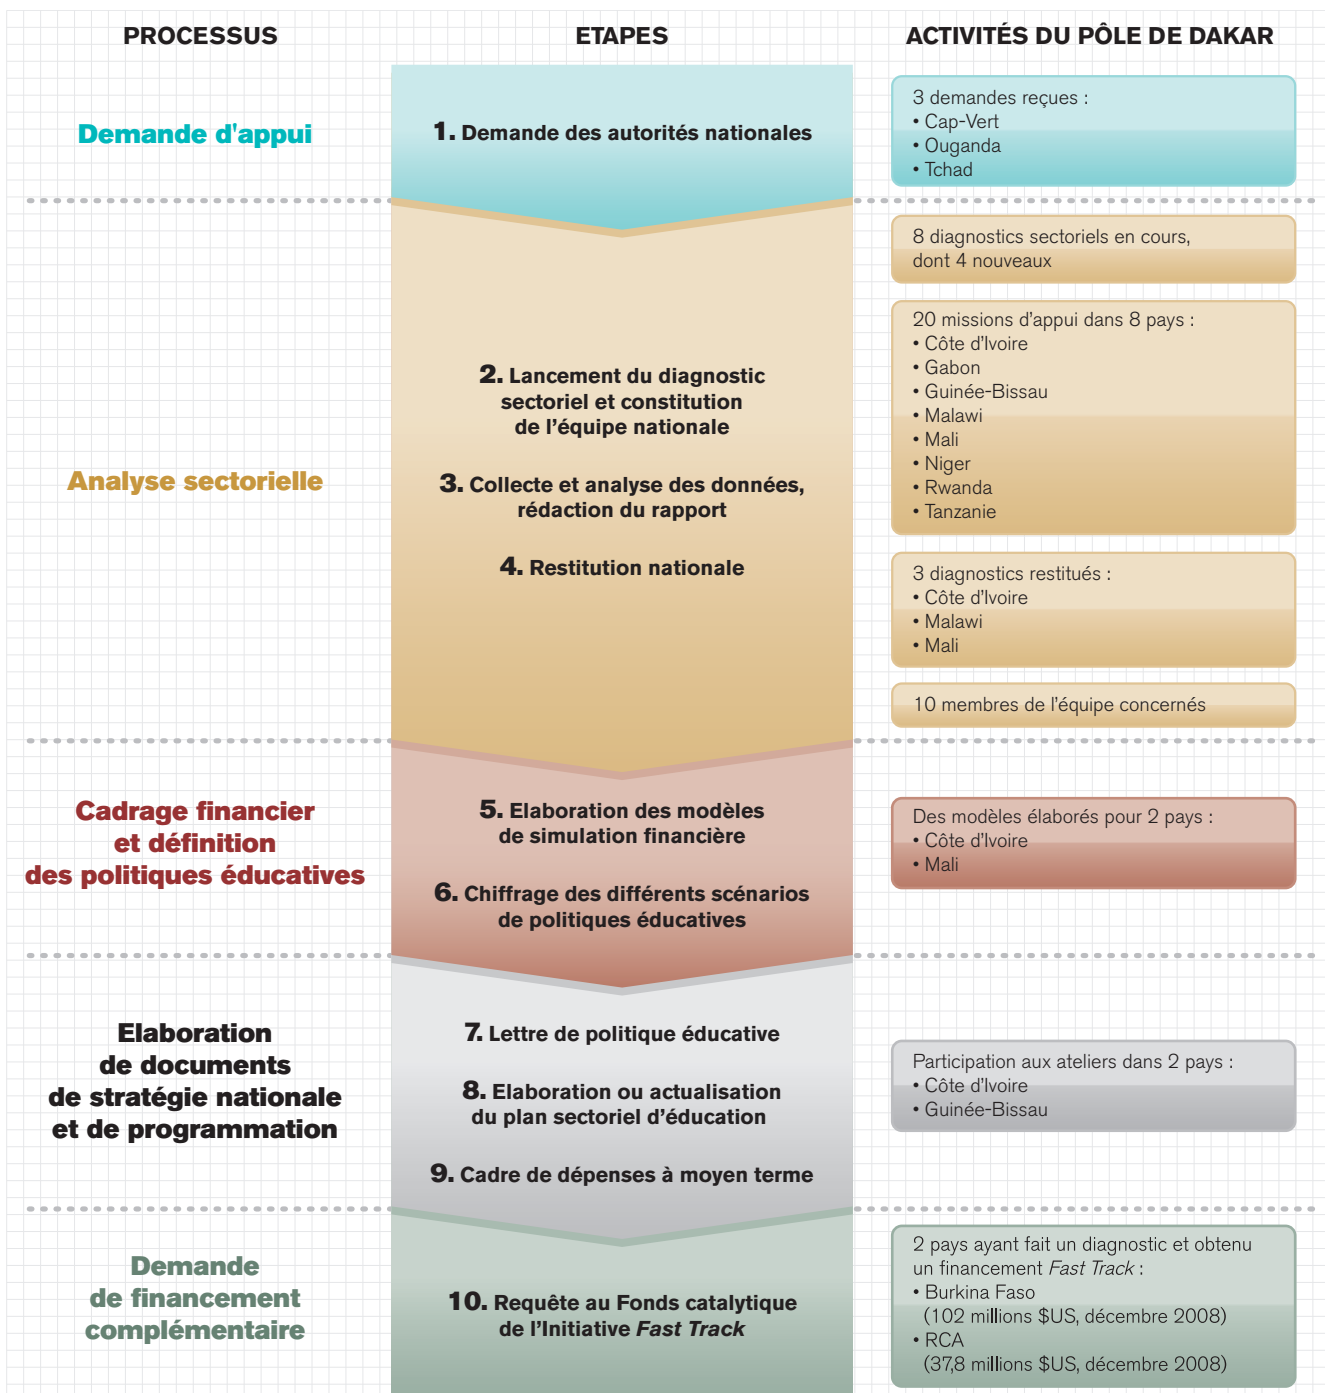 PROCESSUS
ETAPES
ACTIVITÉS DU PÔLE DE DAKAR
Demande d'appui
1. Demande des autorités nationales
3 demandes reçues :
• Cap-Vert
• Ouganda
• Tchad
Analyse sectorielle
2. Lancement du diagnostic
sectoriel et constitution
de l'équipe nationale
3. Collecte et analyse des données,
rédaction du rapport
4. Restitution nationale
8 diagnostics sectoriels en cours,
dont 4 nouveaux
20 missions d'appui dans 8 pays :
• Côte d'Ivoire
• Gabon
• Guinée-Bissau
• Malawi
• Mali
• Niger
• Rwanda
• Tanzanie
3 diagnostics restitués :
• Côte d'Ivoire
• Malawi
• Mali
10 membres de l'équipe concernés
Cadrage financier
et définition
des politiques éducatives
5. Elaboration des modèles
de simulation financière
6. Chiffrage des différents scénarios
de politiques éducatives
Des modèles élaborés pour 2 pays :
• Côte d'Ivoire
• Mali
Elaboration
de documents
de stratégie nationale
et de programmation
7. Lettre de politique éducative
8. Elaboration ou actualisation
du plan sectoriel d'éducation
9. Cadre de dépenses à moyen terme
Participation aux ateliers dans 2 pays :
• Côte d'Ivoire
• Guinée-Bissau
Demande
de financement
complémentaire
10. Requête au Fonds catalytique
de l'Initiative Fast Track
2 pays ayant fait un diagnostic et obtenu
un financement Fast Track :
• Burkina Faso
(102 millions $US, décembre 2008)
• RCA
(37,8 millions $US, décembre 2008)